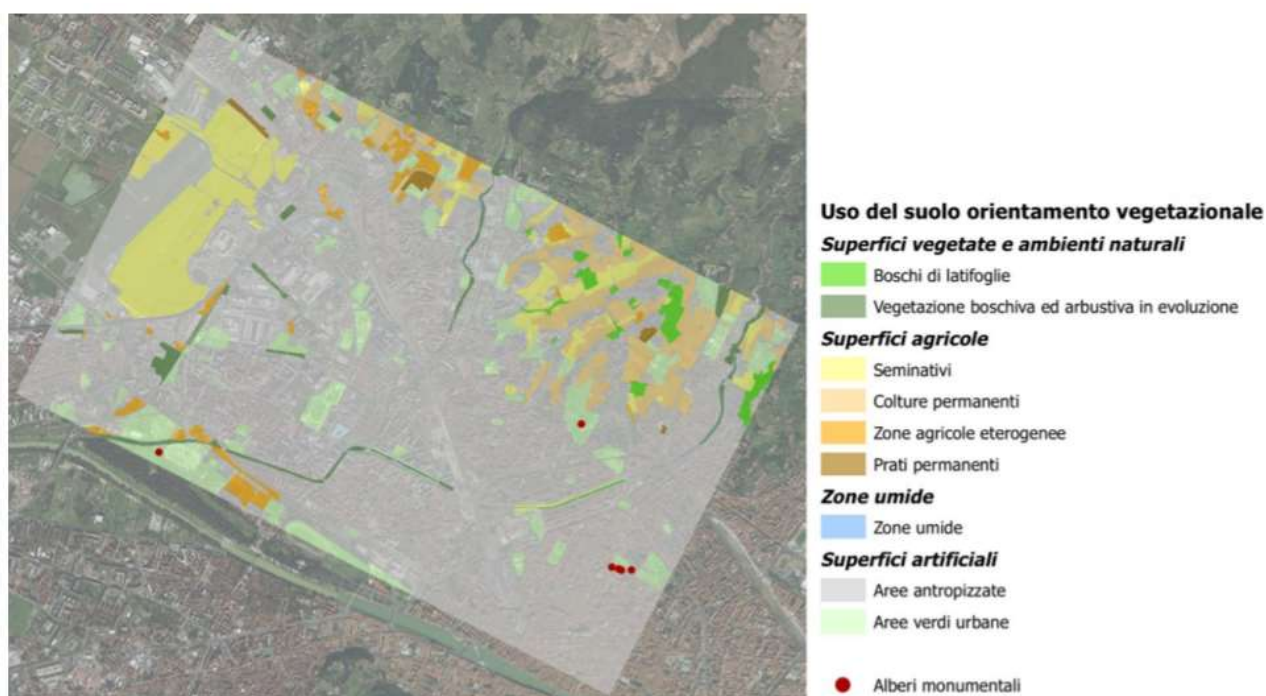 Uso del suolo orientamento vegetazionale
Superfici vegetate e ambienti naturali
Boschi di latifoglie
Vegetazione boschiva ed arbustiva in evoluzione
Superfici agricole
Seminativi
Colture permanenti
Zone agricole eterogenee
Prati permanenti
Zone umide
Zone umide
Superfici artificiali
Aree antropizzate
Aree verdi urbane
Alberi monumentali